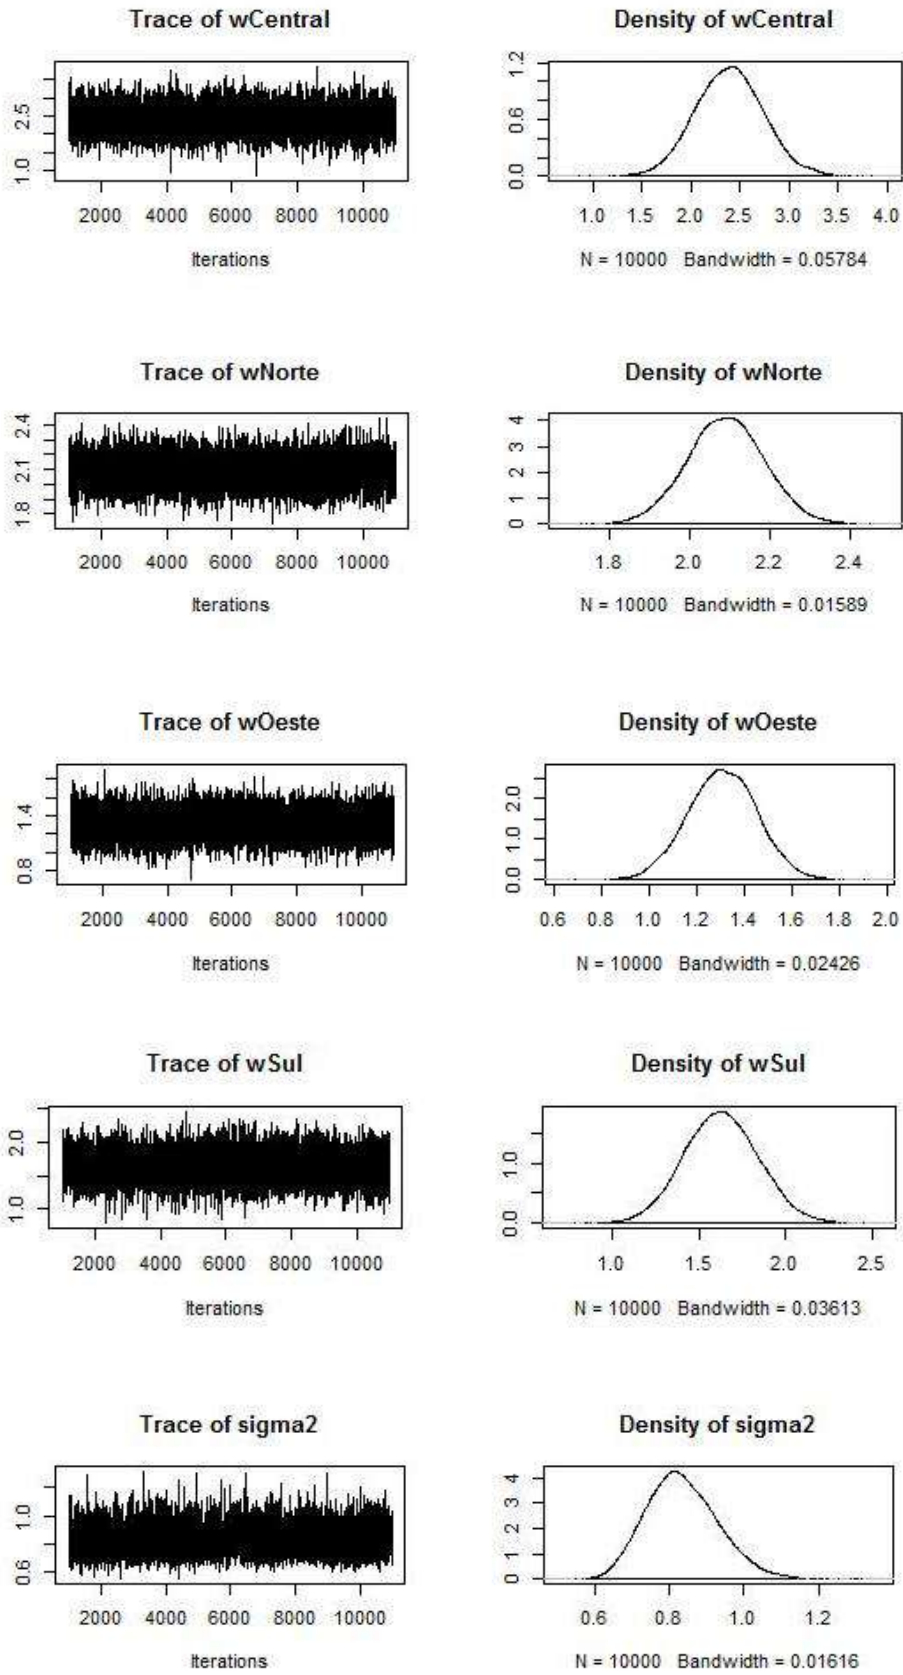 Trace of wCentral
Density of wCentral
2.5
1.0
2000 4000 6000 8000 10000
Iterations
1.2
0.6
0.0
1.0 1.5 2.0 2.5 3.0 3.5 4.0
N = 10000 Bandwidth = 0.05784
Trace of wNorte
Density of wNorte
2.4
2.1
1.8
2000 4000 6000 8000 10000
Iterations
4
3
2
1
0
1.8 2.0 2.2 2.4
N = 10000 Bandwidth = 0.01589
Trace of wOeste
Density of wOeste
1.4
0.8
2000 4000 6000 8000 10000
Iterations
2.0
1.0
0.0
0.6 0.8 1.0 1.2 1.4 1.6 1.8 2.0
N = 10000 Bandwidth = 0.02426
Trace of wSul
Density of wSul
2.0
1.0
2000 4000 6000 8000 10000
Iterations
1.0
0.0
1.0 1.5 2.0 2.5
N = 10000 Bandwidth = 0.03613
Trace of sigma2
Density of sigma2
1.0
0.6
2000 4000 6000 8000 10000
Iterations
4
3
2
1
0
0.6 0.8 1.0 1.2
N = 10000 Bandwidth = 0.01616